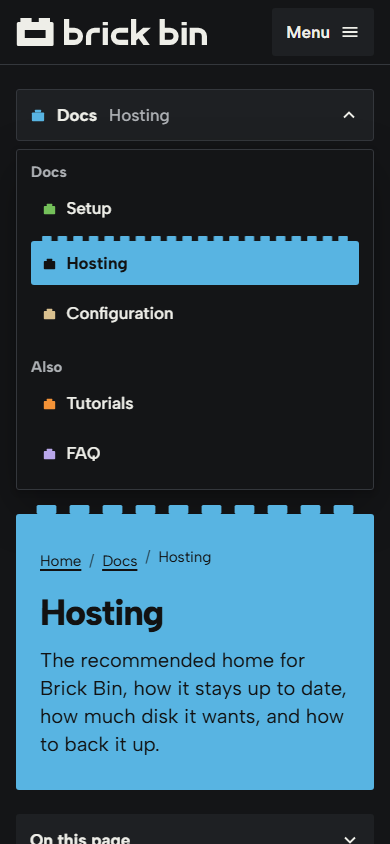 brick bin
Menu
Docs Hosting
Docs
Setup
Hosting
Configuration
Also
Tutorials
FAQ
Home / Docs / Hosting
Hosting
The recommended home for
Brick Bin, how it stays up to date,
how much disk it wants, and how
to back it up.
On this page